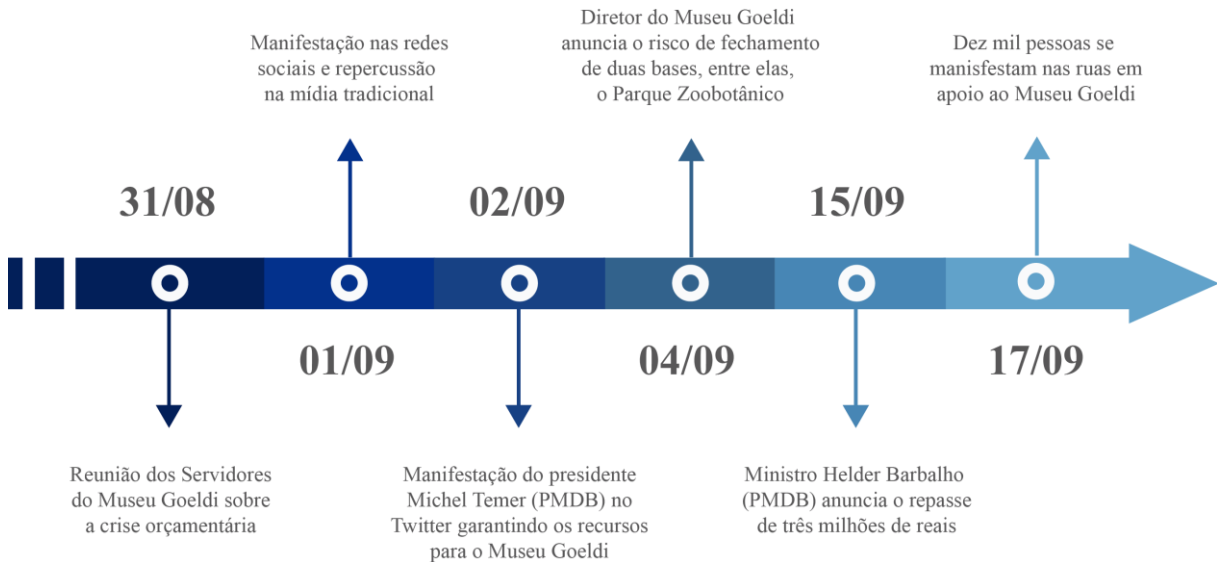 Manifestação nas redes
sociais e repercussão
na mídia tradicional
Diretor do Museu Goeldi
anuncia o risco de fechamento
de duas bases, entre elas,
o Parque Zoobotânico
Dez mil pessoas se
manisfestam nas ruas em
apoio ao Museu Goeldi
31/08
02/09
15/09
01/09
04/09
17/09
Reunião dos Servidores
do Museu Goeldi sobre
a crise orçamentária
Manifestação do presidente
Michel Temer (PMDB) no
Twitter garantindo os recursos
para o Museu Goeldi
Ministro Helder Barbalho
(PMDB) anuncia o repasse
de três milhões de reais